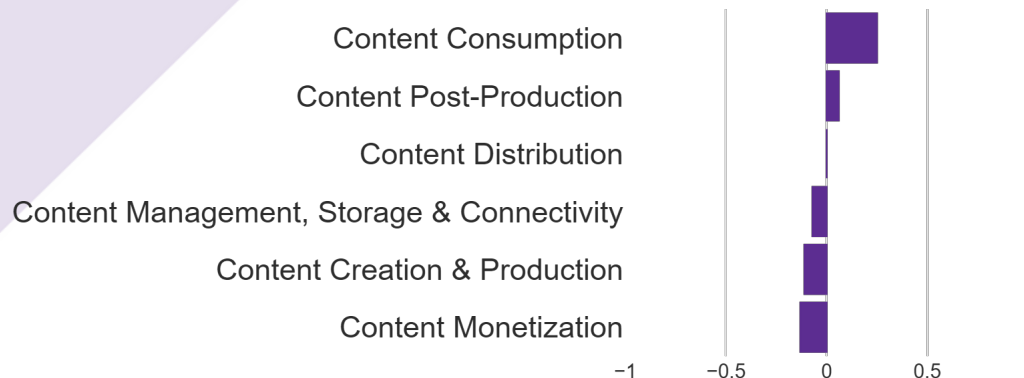 Content Consumption
Content Post-Production
Content Distribution
Content Management, Storage & Connectivity
Content Creation & Production
Content Monetization
−1 −0.5 0 0.5